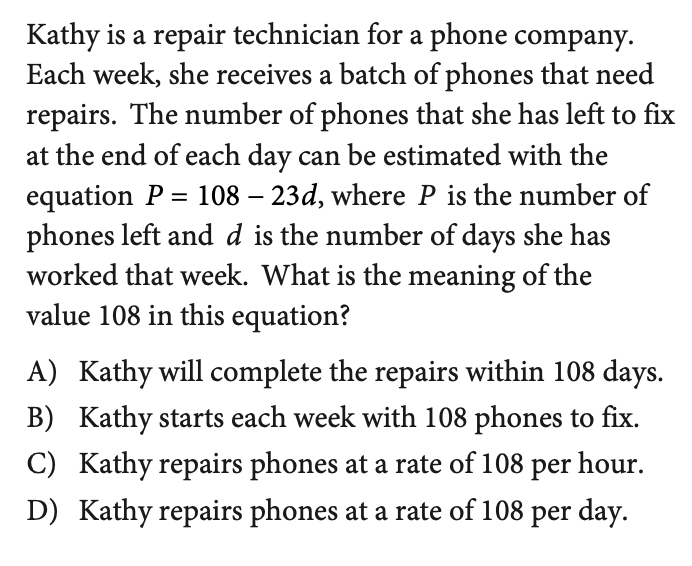 Kathy is a repair technician for a phone company.
Each week, she receives a batch of phones that need
repairs. The number of phones that she has left to fix
at the end of each day can be estimated with the
equation P = 108 – 23d, where P is the number of
phones left and d is the number of days she has
worked that week. What is the meaning of the
value 108 in this equation?
A) Kathy will complete the repairs within 108 days.
B) Kathy starts each week with 108 phones to fix.
C) Kathy repairs phones at a rate of 108 per hour.
D) Kathy repairs phones at a rate of 108 per day.